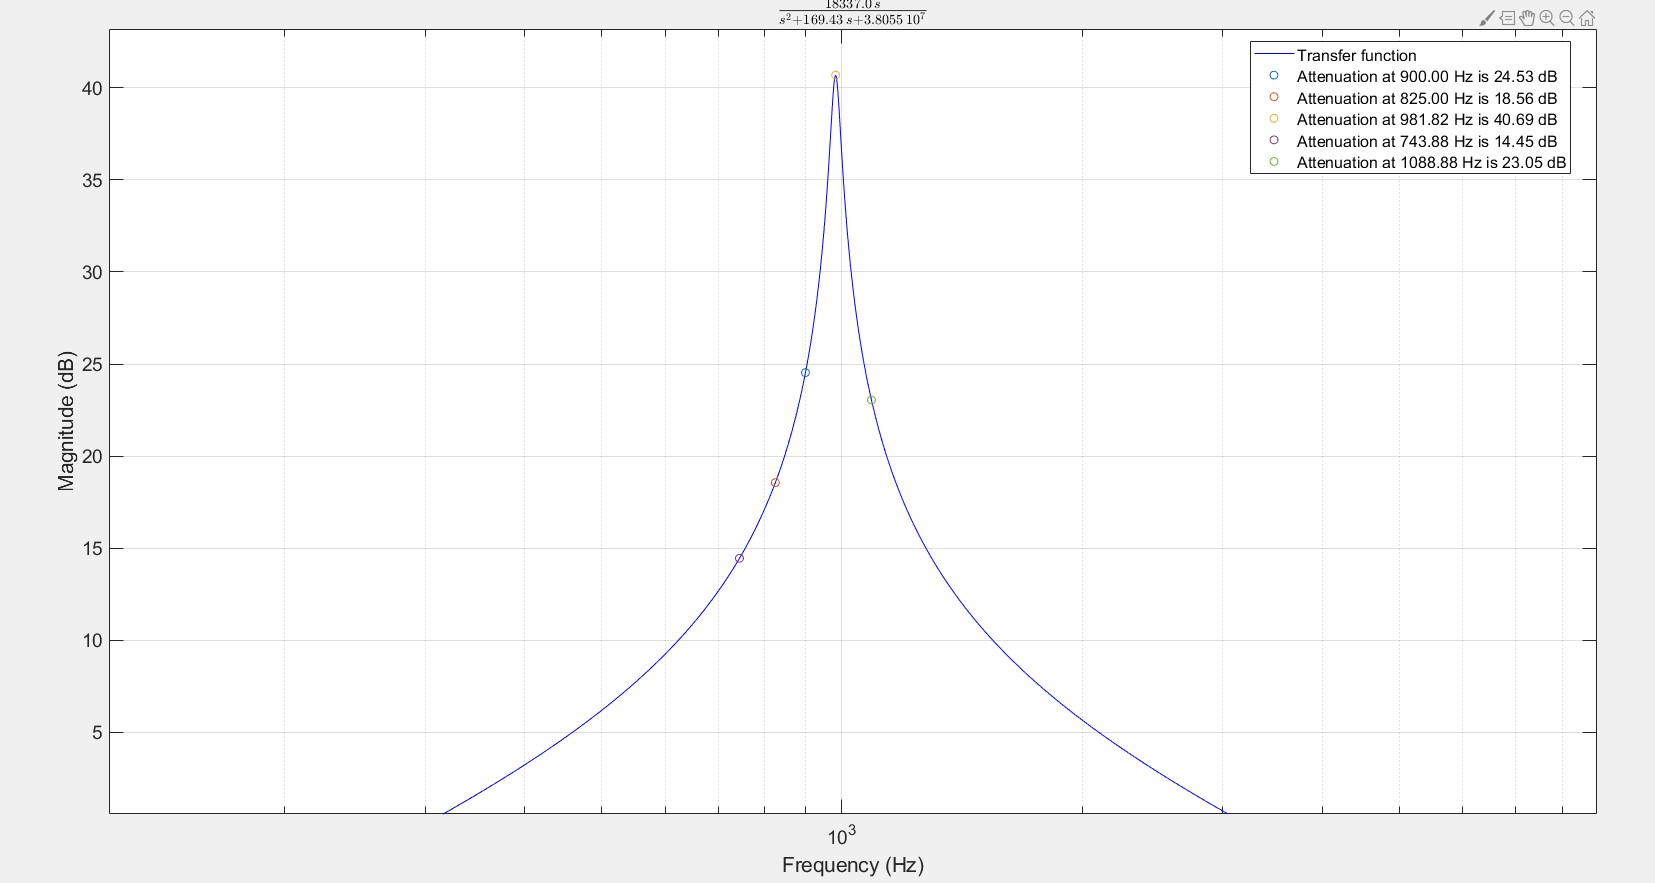 18337.0 s
s²+169.43 s+3.8055 10⁷
Transfer function
Attenuation at 900.00 Hz is 24.53 dB
Attenuation at 825.00 Hz is 18.56 dB
Attenuation at 981.82 Hz is 40.69 dB
Attenuation at 743.88 Hz is 14.45 dB
Attenuation at 1088.88 Hz is 23.05 dB
40
35
30
25
20
15
10
5
Magnitude (dB)
10³
Frequency (Hz)